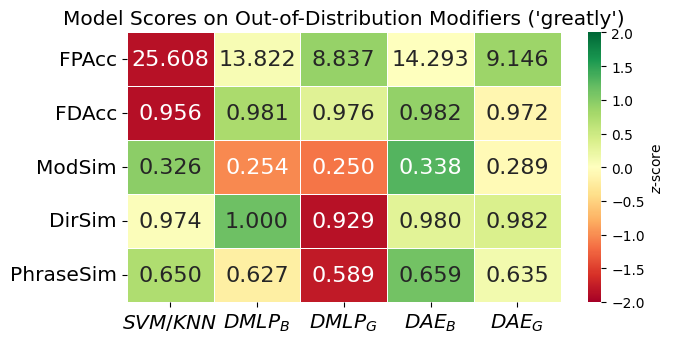 Model Scores on Out-of-Distribution Modifiers ('greatly')
FPAcc 25.608 13.822 8.837 14.293 9.146
FDAcc 0.956 0.981 0.976 0.982 0.972
ModSim 0.326 0.254 0.250 0.338 0.289
DirSim 0.974 1.000 0.929 0.980 0.982
PhraseSim 0.650 0.627 0.589 0.659 0.635
SVM/KNN DMLP_B DMLP_G DAE_B DAE_G
2.0
1.5
1.0
0.5
0.0
−0.5
−1.0
−1.5
−2.0
z-score